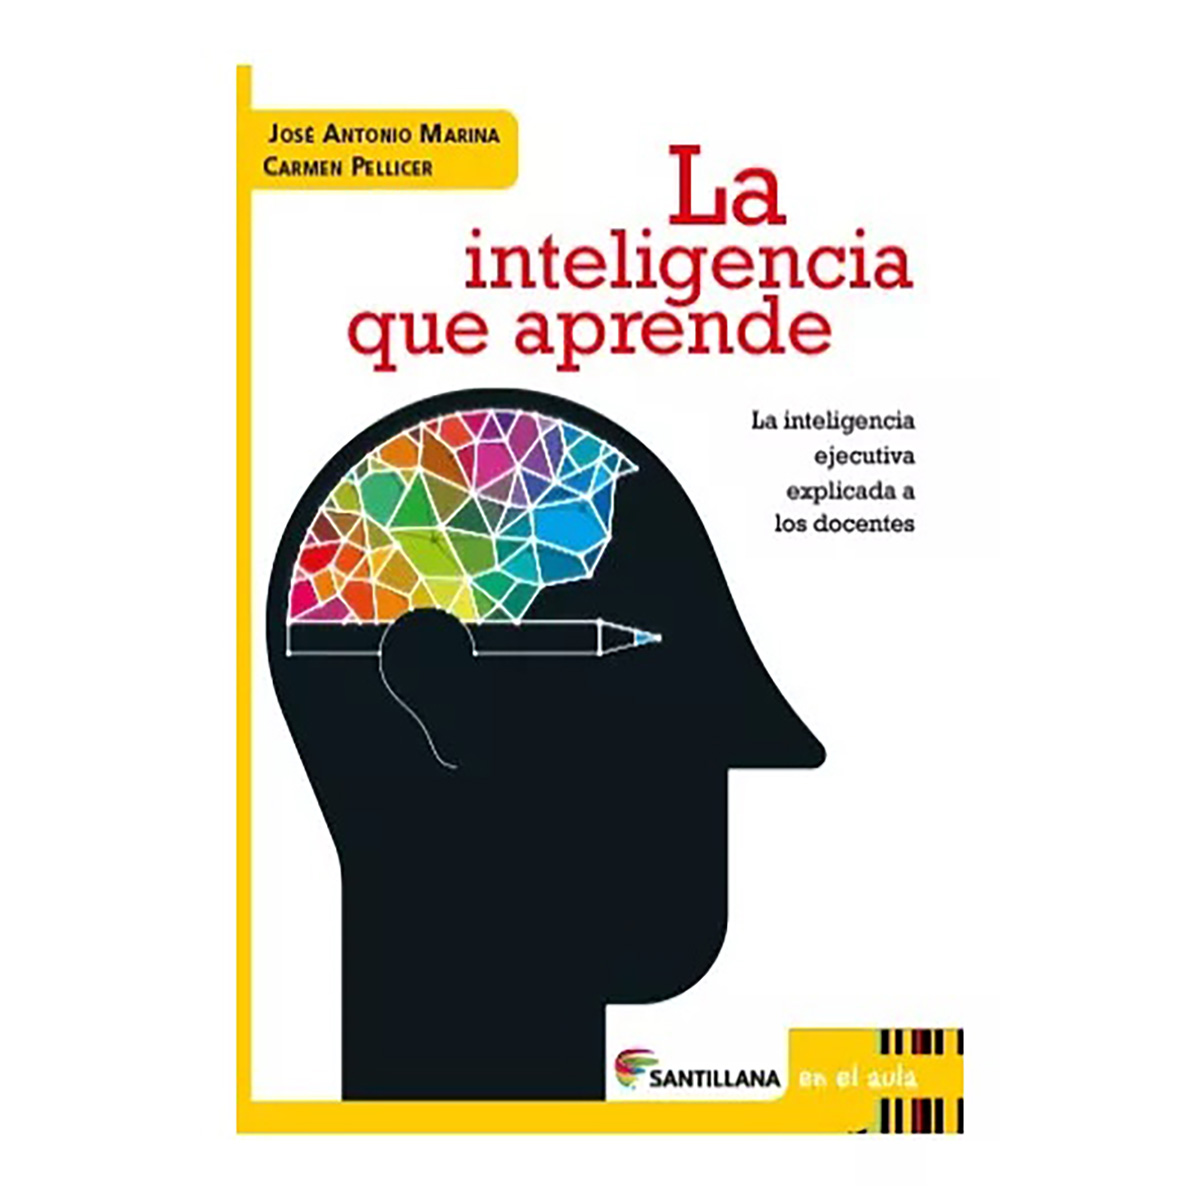 JOSÉ ANTONIO MARINA
CARMEN PELLICER
La
inteligencia
que aprende
La inteligencia
ejecutiva
explicada a
los docentes
SANTILLANA en el aula